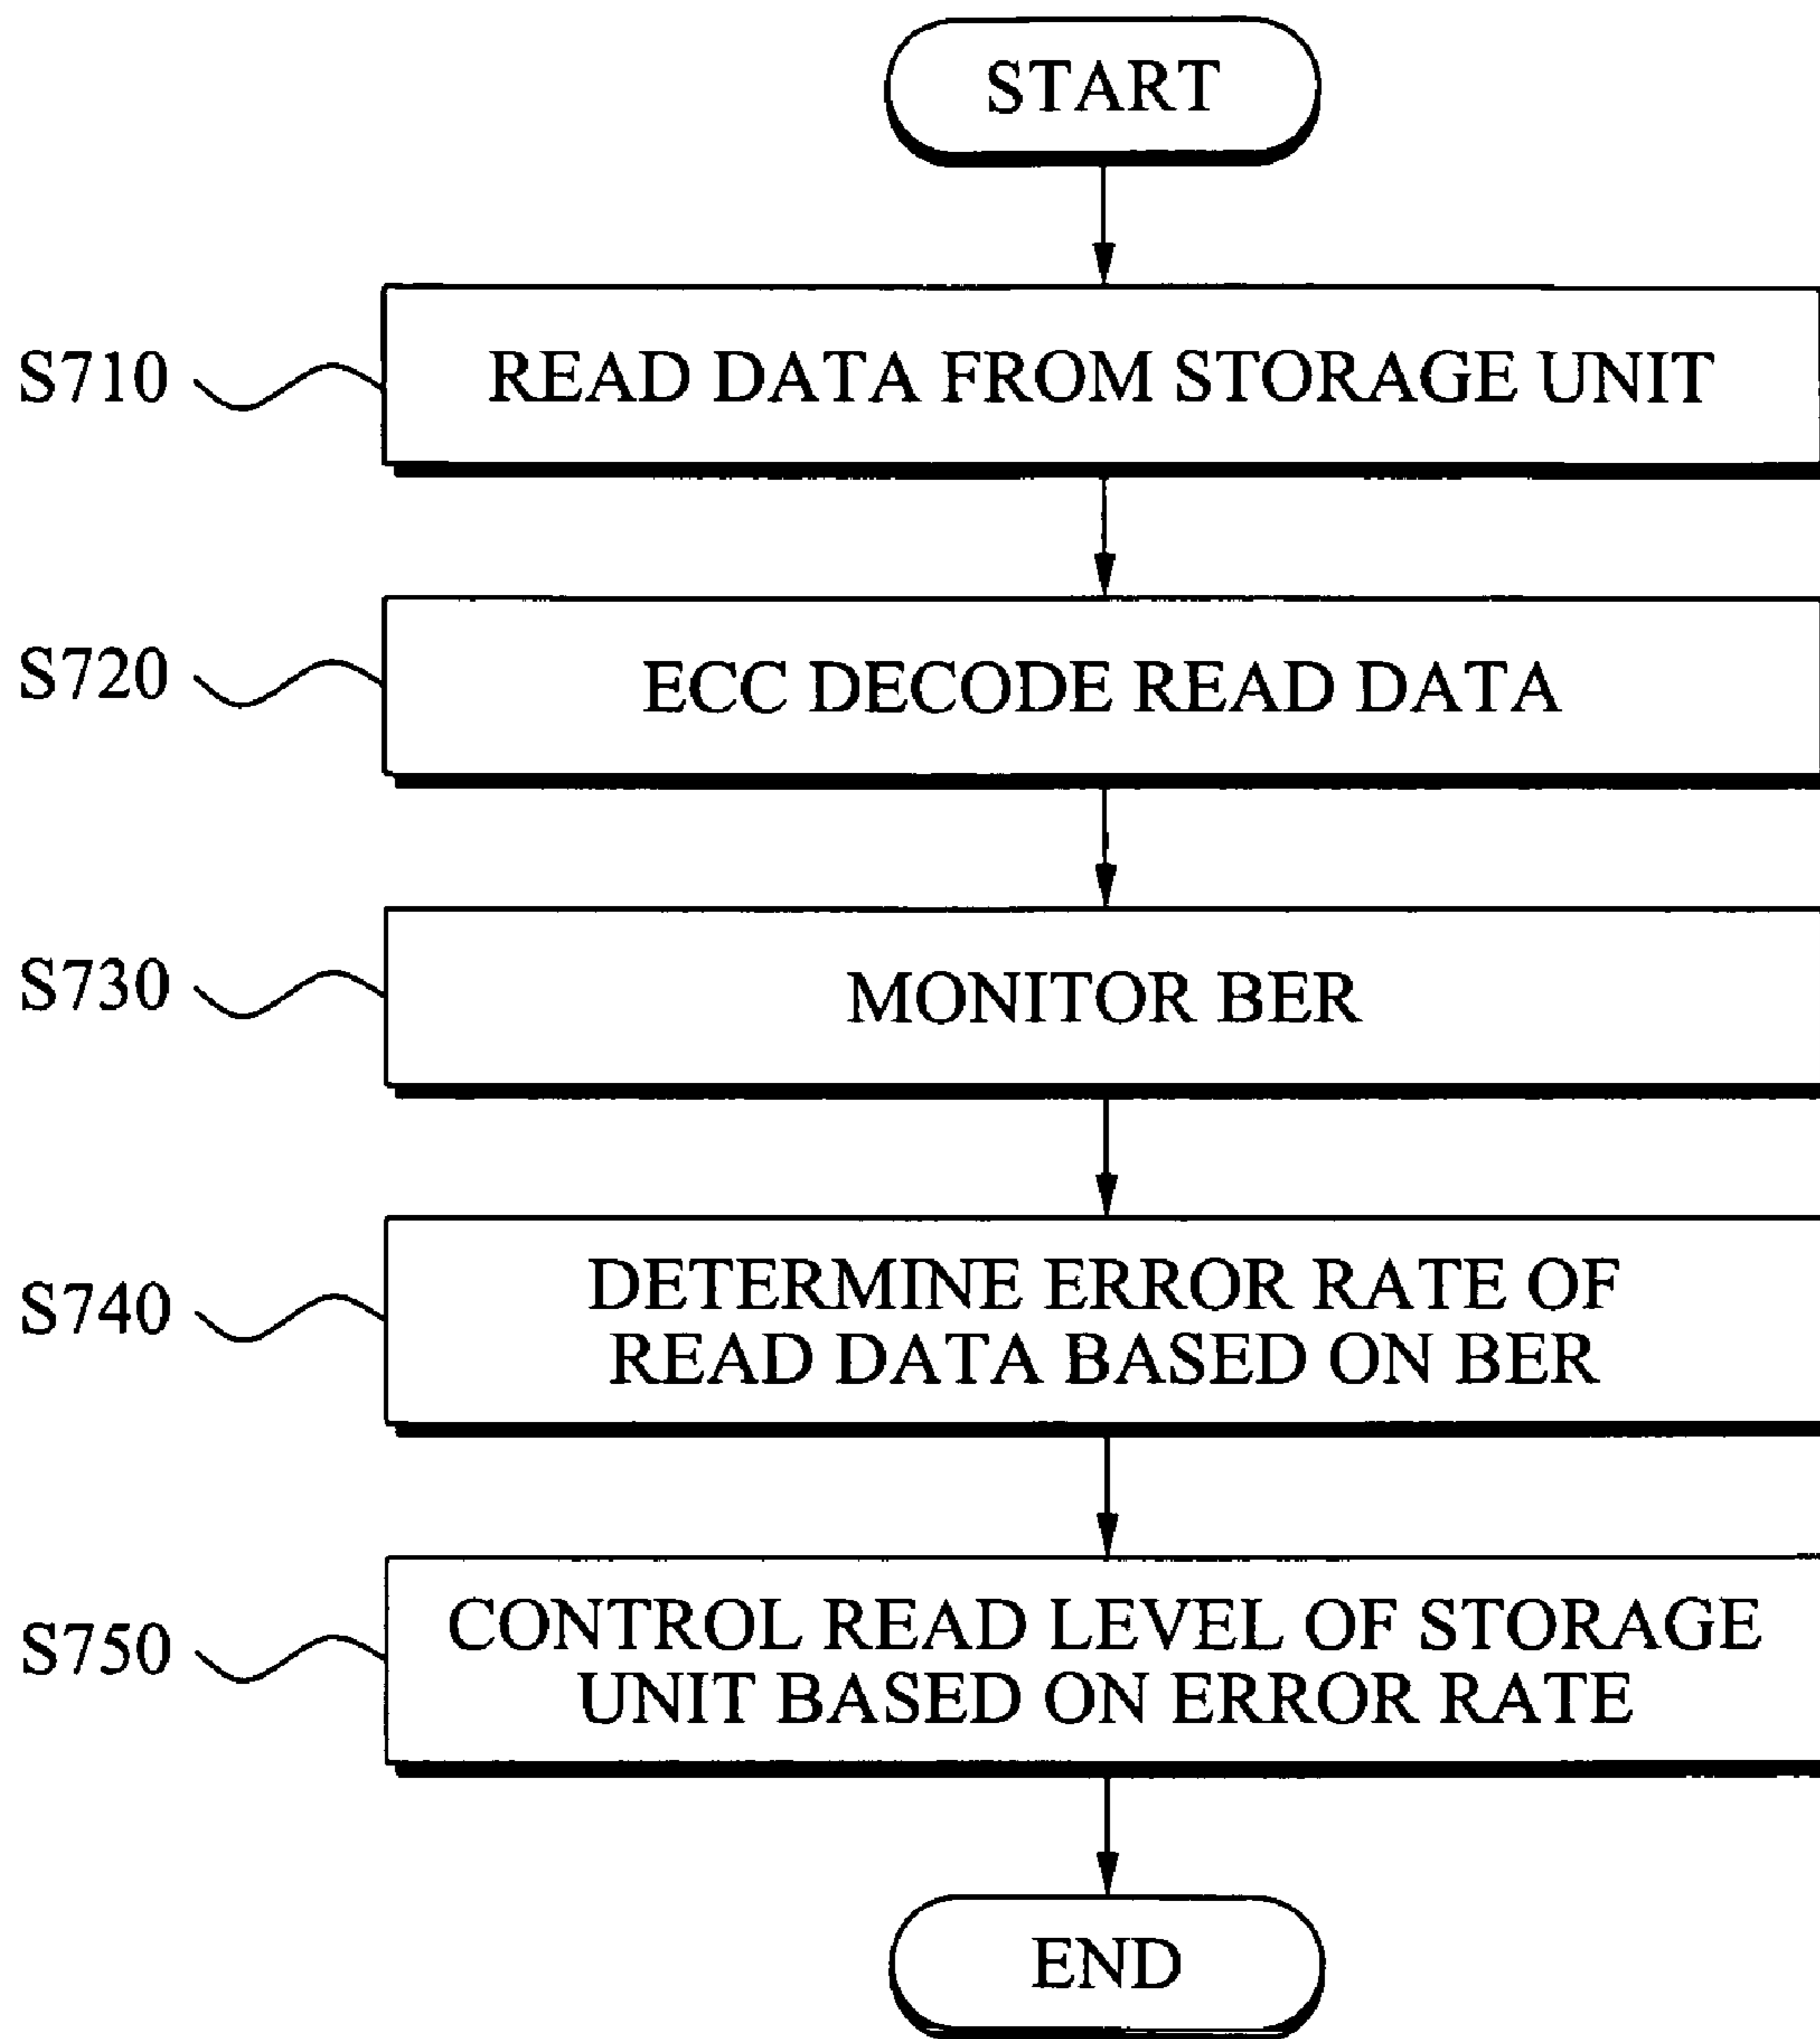 START
S710
READ DATA FROM STORAGE UNIT
S720
ECC DECODE READ DATA
S730
MONITOR BER
S740
DETERMINE ERROR RATE OF
READ DATA BASED ON BER
S750
CONTROL READ LEVEL OF STORAGE
UNIT BASED ON ERROR RATE
END